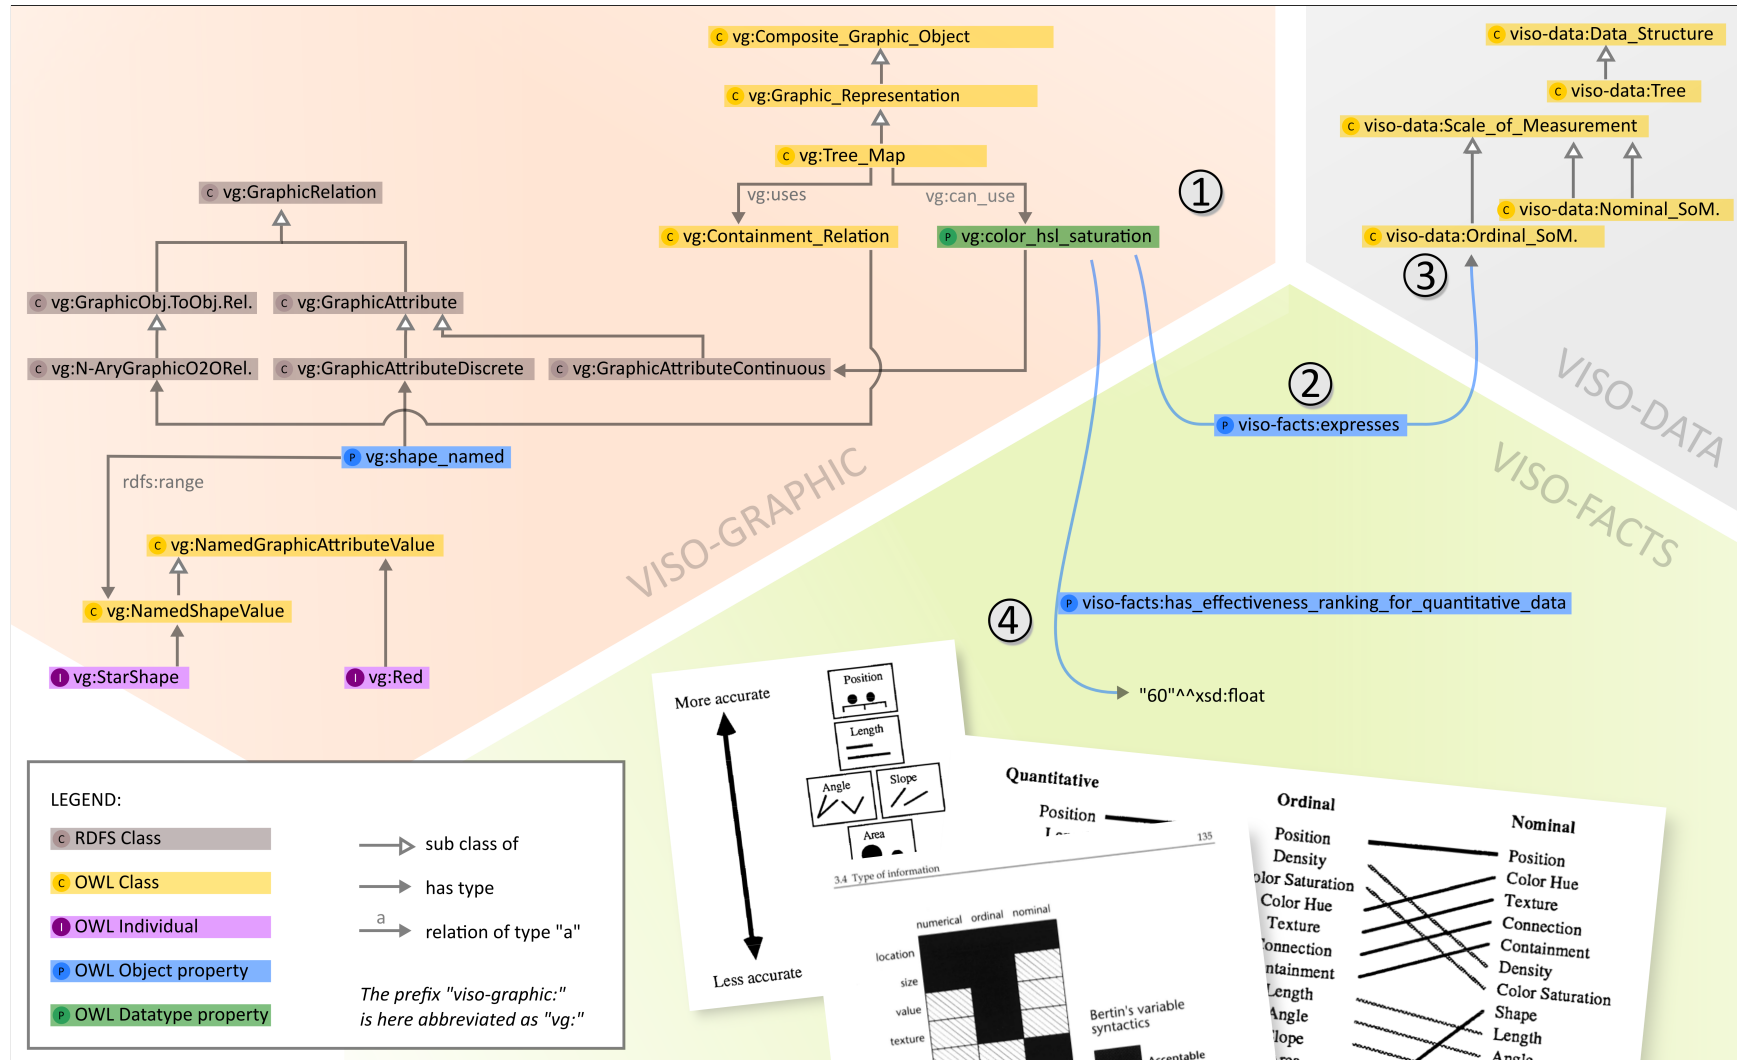 vg:Composite_Graphic_Object
vg:Graphic_Representation
vg:Tree_Map
vg:uses
vg:can_use
vg:Containment_Relation
vg:color_hsl_saturation
vg:GraphicRelation
vg:GraphicObj.ToObj.Rel.
vg:GraphicAttribute
vg:N-AryGraphicO2ORel.
vg:GraphicAttributeDiscrete
vg:GraphicAttributeContinuous
vg:shape_named
rdfs:range
vg:NamedGraphicAttributeValue
vg:NamedShapeValue
vg:StarShape
vg:Red
VISO-GRAPHIC
1
viso-data:Data_Structure
viso-data:Tree
viso-data:Scale_of_Measurement
viso-data:Nominal_SoM.
viso-data:Ordinal_SoM.
3
VISO-DATA
2
viso-facts:expresses
VISO-FACTS
4
viso-facts:has_effectiveness_ranking_for_quantitative_data
"60"^^xsd:float
LEGEND:
C RDFS Class
C OWL Class
I OWL Individual
P OWL Object property
P OWL Datatype property
sub class of
has type
a
relation of type "a"
The prefix "viso-graphic:"
is here abbreviated as "vg:"
More accurate
Less accurate
Position
Length
Angle
Slope
Area
Quantitative
Position
135
3.4 Type of information
numerical ordinal nominal
location
size
value
texture
Bertin's variable
syntactics
Acceptable
Ordinal
Position
Density
Color Hue
Texture
Nominal
Position
Color Hue
Texture
Connection
Containment
Density
Color Saturation
Shape
Length
Angle